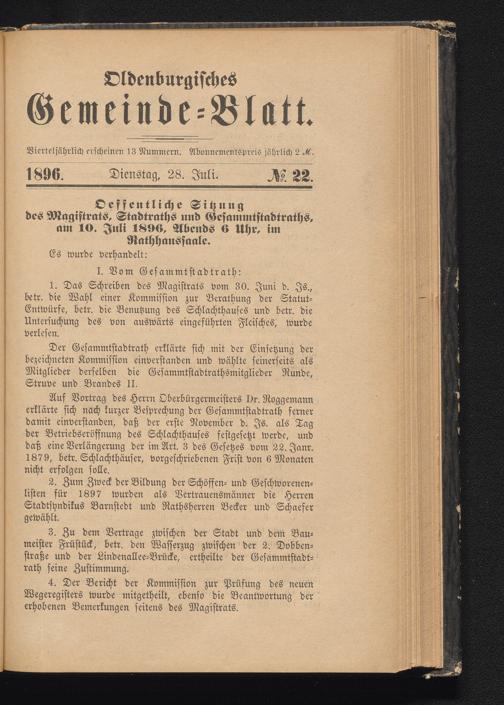 Oldenburgisches
Gemeinde-Blatt.
Vierteljährlich erscheinen 13 Nummern. Abonnementspreis jährlich 2 ℳ.
1896. Dienstag, 28. Juli. № 22.
Oeffentliche Sitzung
des Magistrats, Stadtraths und Gesammtstadtraths,
am 10. Juli 1896, Abends 6 Uhr, im
Rathhaussaale.
Es wurde verhandelt:
I. Vom Gesammtstadtrath:
1. Das Schreiben des Magistrats vom 30. Juni d. Js.,
betr. die Wahl einer Kommission zur Berathung der Statut-
Entwürfe, betr. die Benutzung des Schlachthauses und betr. die
Untersuchung des von auswärts eingeführten Fleisches, wurde
verlesen.
Der Gesammtstadtrath erklärte sich mit der Einsetzung der
bezeichneten Kommission einverstanden und wählte seinerseits als
Mitglieder derselben die Gesammtstadtrathsmitglieder Runde,
Struve und Brandes II.
Auf Vortrag des Herrn Oberbürgermeisters Dr. Roggemann
erklärte sich nach kurzer Besprechung der Gesammtstadtrath ferner
damit einverstanden, daß der erste November d. Js. als Tag
der Betriebseröffnung des Schlachthauses festgesetzt werde, und
daß eine Verlängerung der im Art. 3 des Gesetzes vom 22. Janr.
1879, betr. Schlachthäuser, vorgeschriebenen Frist von 6 Monaten
nicht erfolgen solle.
2. Zum Zweck der Bildung der Schöffen- und Geschworenen-
listen für 1897 wurden als Vertrauensmänner die Herren
Stadtsyndikus Barnstedt und Rathsherren Becker und Schaefer
gewählt.
3. Zu dem Vertrage zwischen der Stadt und dem Bau-
meister Früstück, betr. den Wasserzug zwischen der 2. Dobben-
straße und der Lindenallee-Brücke, ertheilte der Gesammtstadt-
rath seine Zustimmung.
4. Der Bericht der Kommission zur Prüfung des neuen
Wegeregisters wurde mitgetheilt, ebenso die Beantwortung der
erhobenen Bemerkungen seitens des Magistrats.